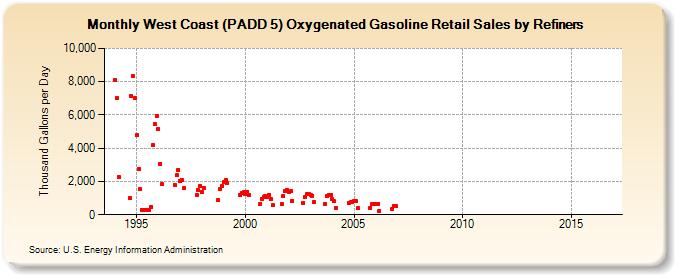 Monthly West Coast (PADD 5) Oxygenated Gasoline Retail Sales by Refiners
Thousand Gallons per Day
10,000
8,000
6,000
4,000
2,000
0
1995 2000 2005 2010 2015
Source: U.S. Energy Information Administration